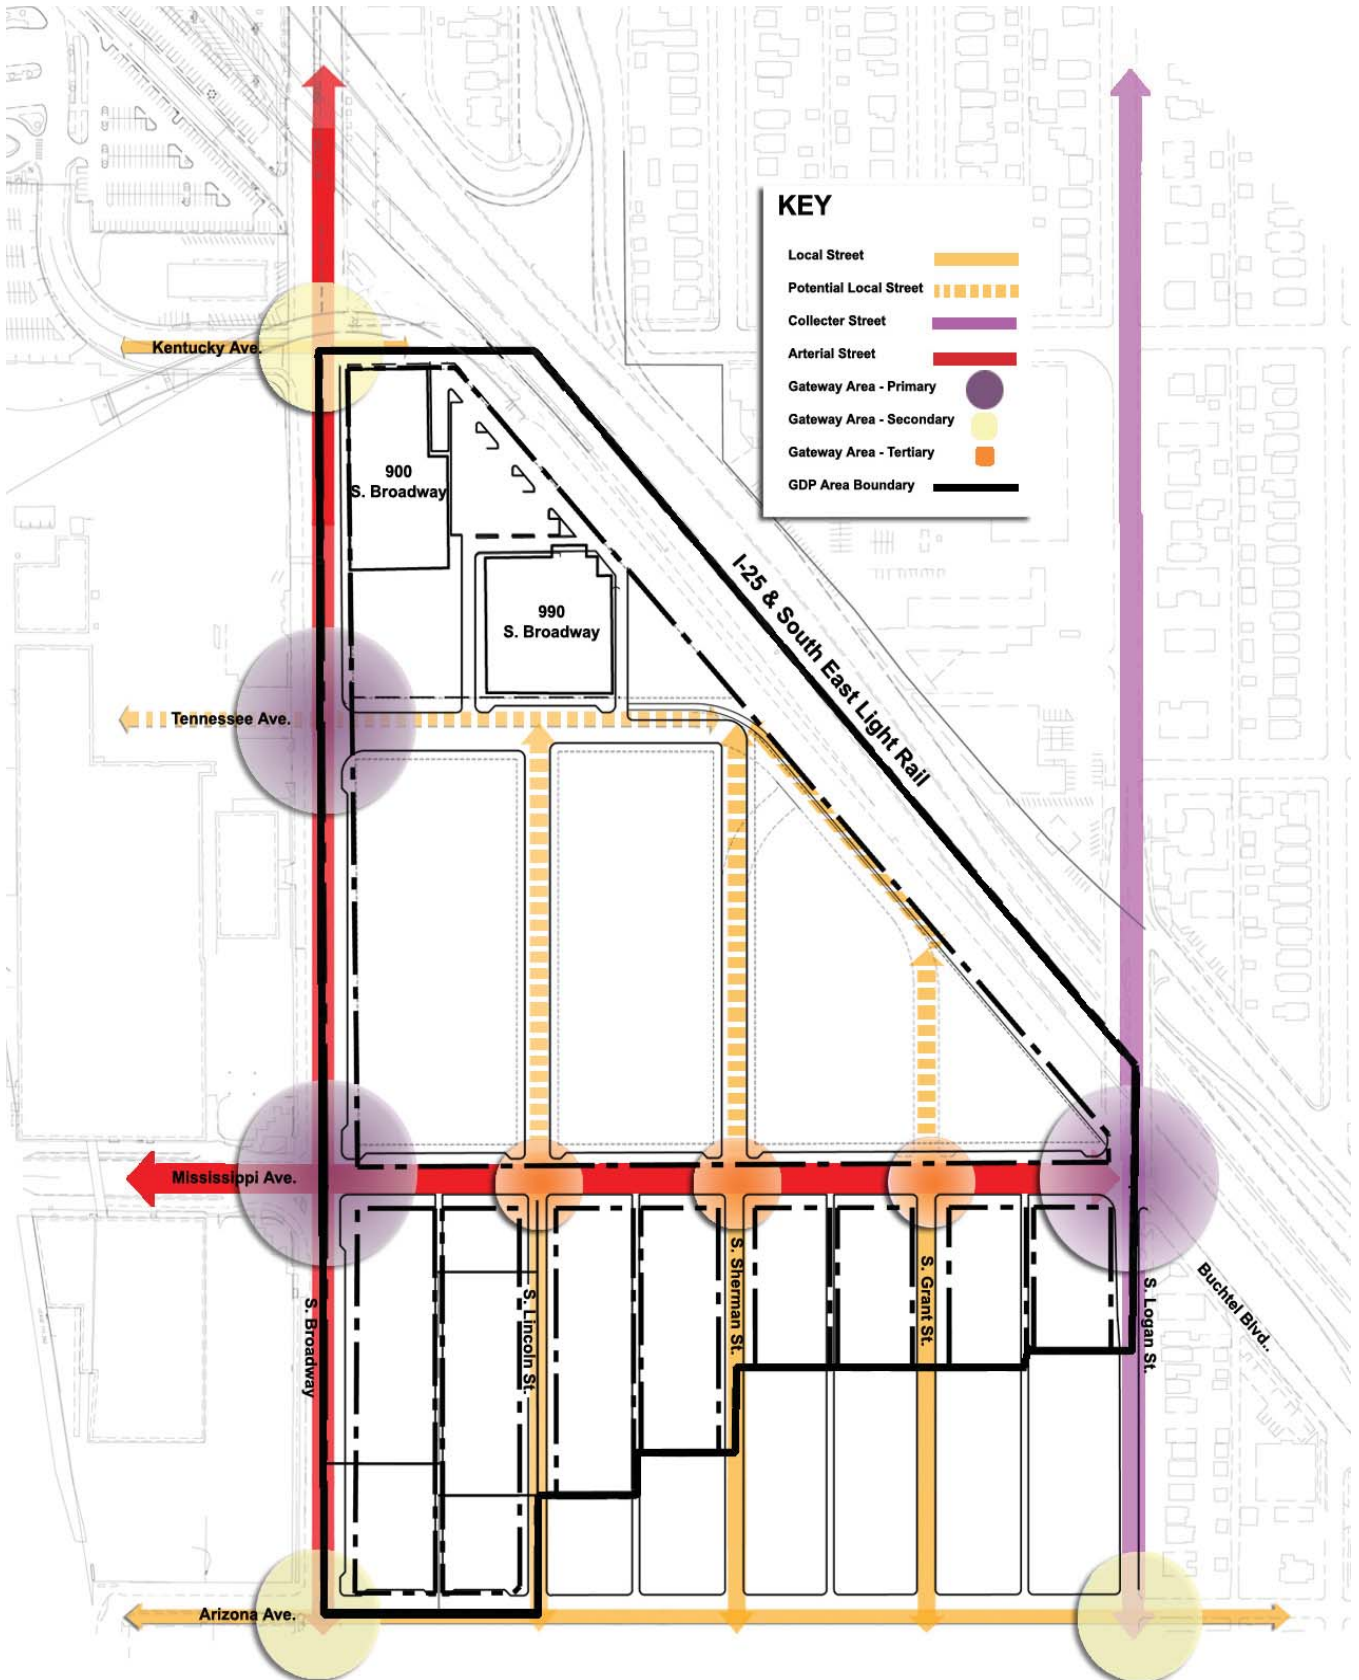 KEY
Local Street
Potential Local Street
Collecter Street
Arterial Street
Gateway Area - Primary
Gateway Area - Secondary
Gateway Area - Tertiary
GDP Area Boundary
Kentucky Ave.
900
S. Broadway
990
S. Broadway
I-25 & South East Light Rail
Tennessee Ave.
Mississippi Ave.
S. Broadway
S. Lincoln St.
S. Sherman St.
S. Grant St.
S. Logan St.
Buchtel Blvd..
Arizona Ave.